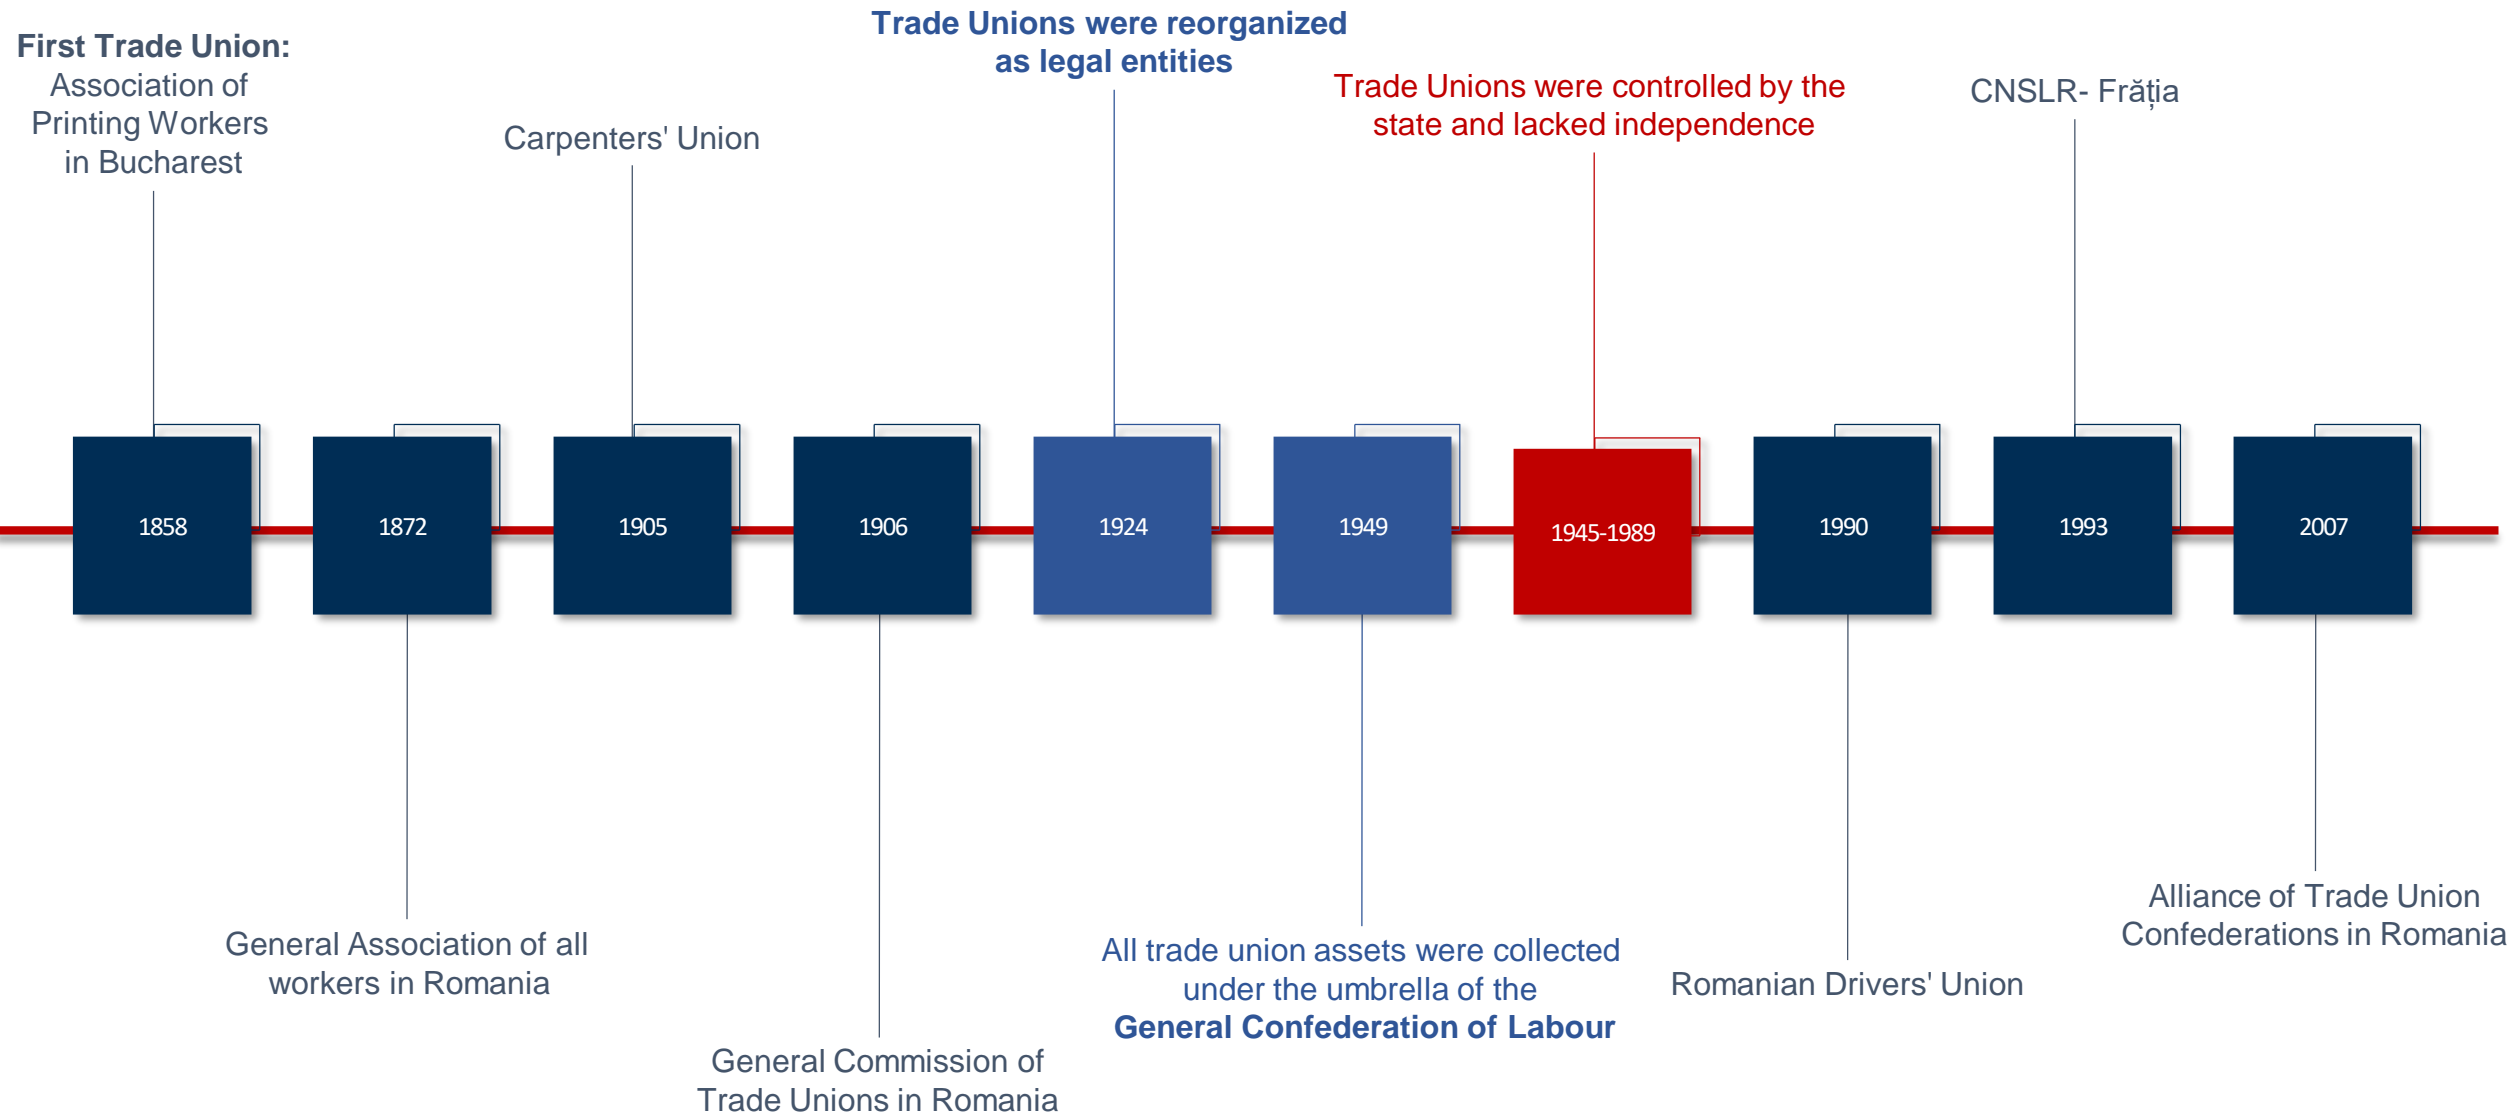 First Trade Union:
Association of
Printing Workers
in Bucharest
Carpenters' Union
Trade Unions were reorganized
as legal entities
Trade Unions were controlled by the
state and lacked independence
CNSLR- Frăția
1858
1872
1905
1906
1924
1949
1945-1989
1990
1993
2007
General Association of all
workers in Romania
General Commission of
Trade Unions in Romania
All trade union assets were collected
under the umbrella of the
General Confederation of Labour
Romanian Drivers' Union
Alliance of Trade Union
Confederations in Romania